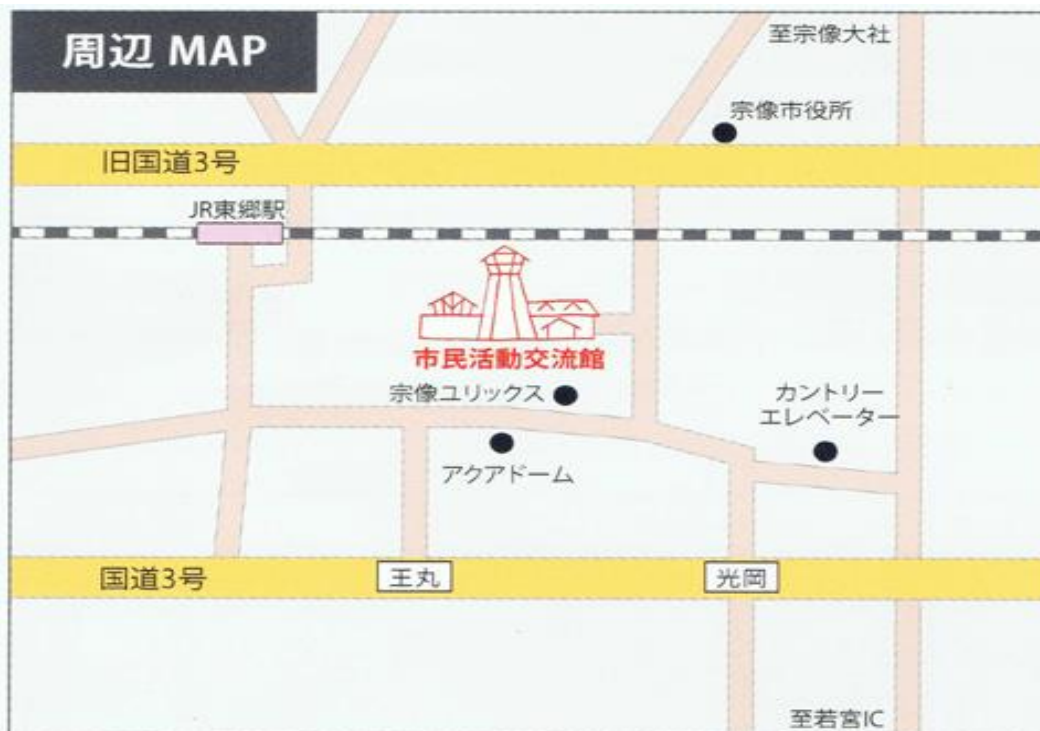 周辺 MAP
至宗像大社
宗像市役所
旧国道3号
JR東郷駅
市民活動交流館
宗像ユリックス
カントリー
エレベーター
アクアドーム
国道3号
王丸
光岡
至若宮IC